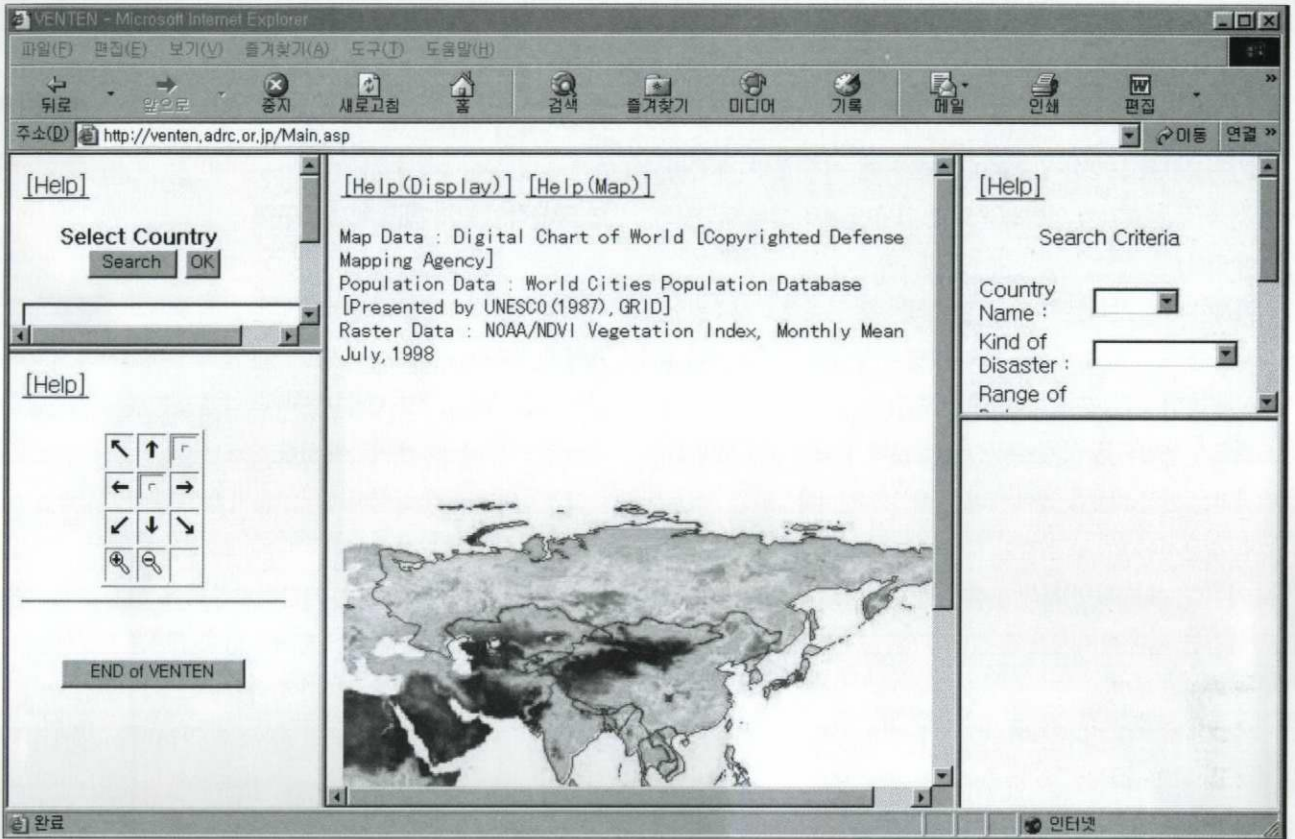 VENTEN - Microsoft Internet Explorer
파일(F) 편집(E) 보기(V) 즐겨찾기(A) 도구(T) 도움말(H)
뒤로 앞으로 중지 새로고침 홈 검색 즐겨찾기 미디어 기록 메일 인쇄 편집 »
주소(D) http://venten.adrc.or.jp/Main.asp 이동 연결 »
[Help]
Select Country
Search OK
[Help]
END of VENTEN
[Help(Display)] [Help(Map)]
Map Data : Digital Chart of World [Copyrighted Defense
Mapping Agency]
Population Data : World Cities Population Database
[Presented by UNESCO(1987),GRID]
Raster Data : NOAA/NDVI Vegetation Index, Monthly Mean
July,1998
[Help]
Search Criteria
Country
Name :
Kind of
Disaster :
Range of
완료 인터넷